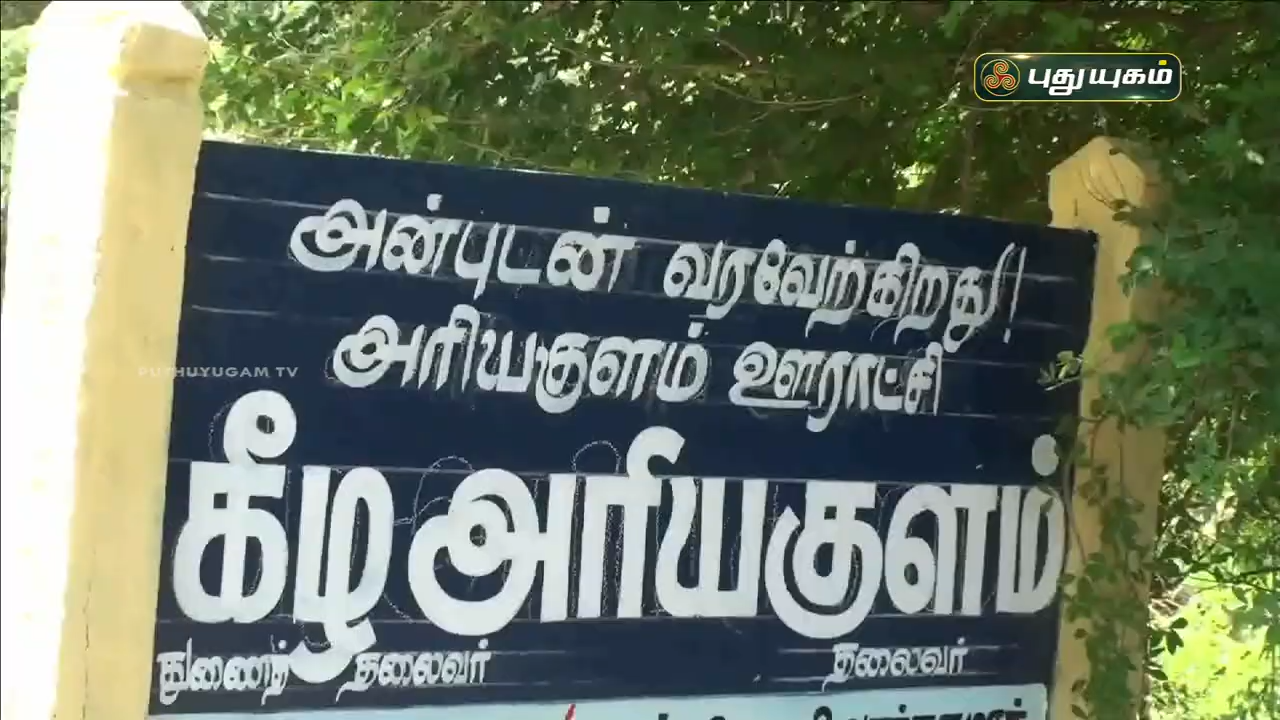 புதுயுகம்
அன்புடன் வரவேற்கிறது!
அரியகுளம் ஊராட்சி
PUTHUYUGAM TV
கீழ அரியகுளம்
துணைத் தலைவர் தலைவர்